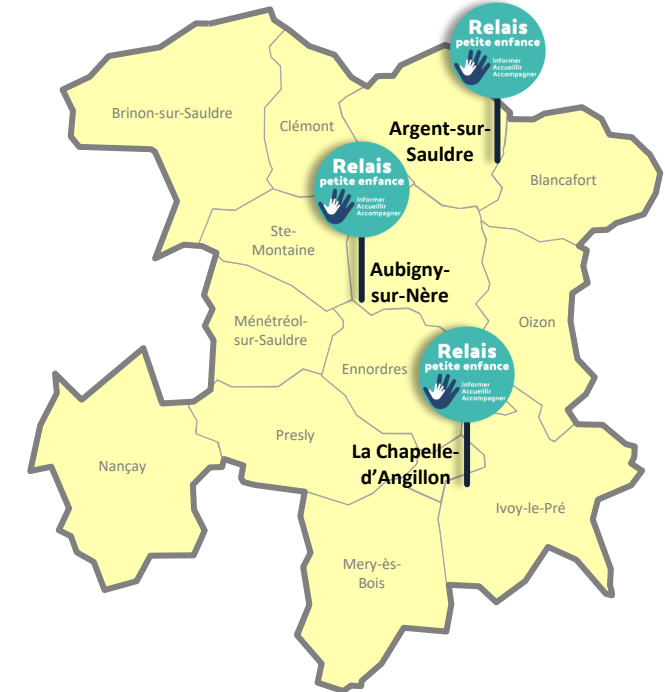 Relais
petite enfance
Informer
Accueillir
Accompagner
Brinon-sur-Sauldre
Clémont
Argent-sur-
Sauldre
Blancafort
Relais
petite enfance
Informer
Accueillir
Accompagner
Ste-
Montaine
Aubigny-
sur-Nère
Oizon
Ménétréol-
sur-Sauldre
Ennordres
Relais
petite enfance
Informer
Accueillir
Accompagner
Presly
La Chapelle-
d’Angillon
Nançay
Ivoy-le-Pré
Mery-ès-
Bois